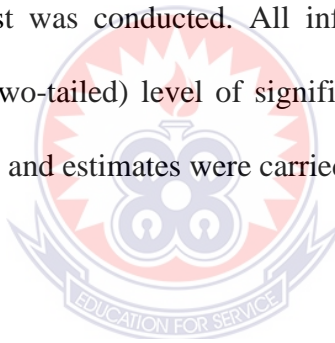 st was conducted. All inf
wo-tailed) level of signifi
and estimates were carried
EDUCATION FOR SERVICE